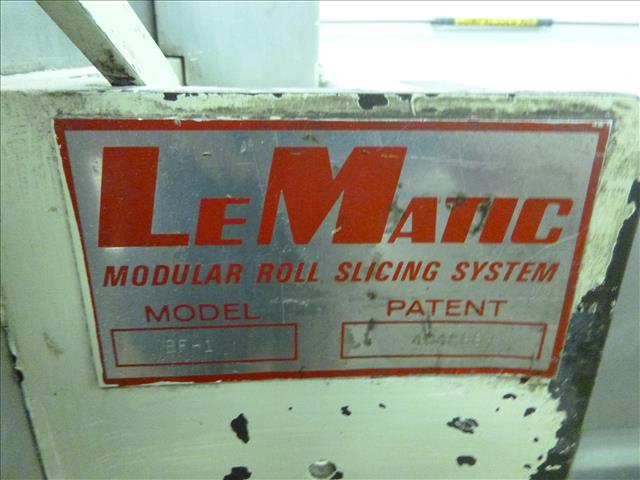 LEMATIC
MODULAR ROLL SLICING SYSTEM
MODEL PATENT
BF-1